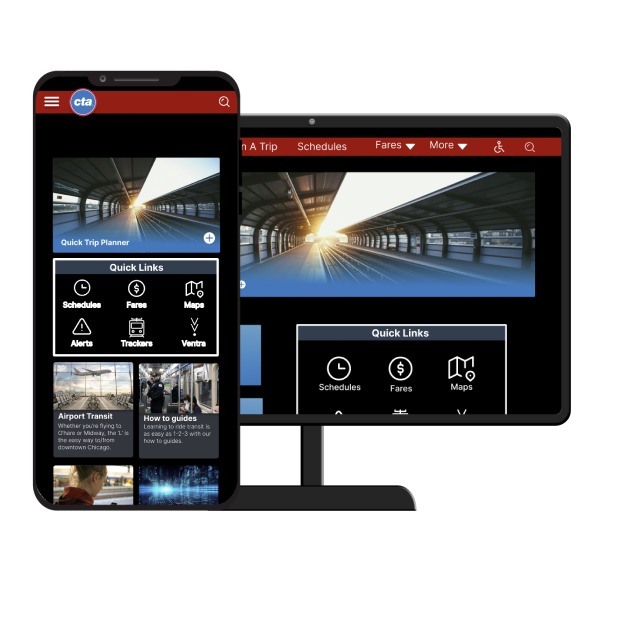 cta
Quick Trip Planner
Quick Links
Schedules
Fares
Maps
Alerts
Trackers
Ventra
Airport Transit
Whether you're flying to
O'hare or Midway, the 'L' is
the easy way to/from
downtown Chicago.
How to guides
Learning to ride transit is
as easy as 1-2-3 with our
how to guides.
n A Trip
Schedules
Fares
More
Quick Links
Schedules
Fares
Maps